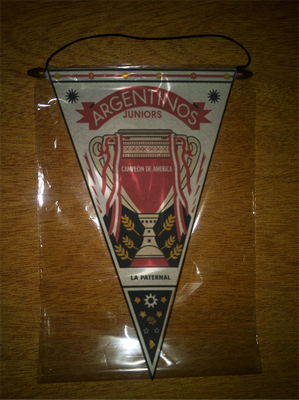 ARGENTINOS
JUNIORS
CAMPEON DE AMERICA
LA PATERNAL